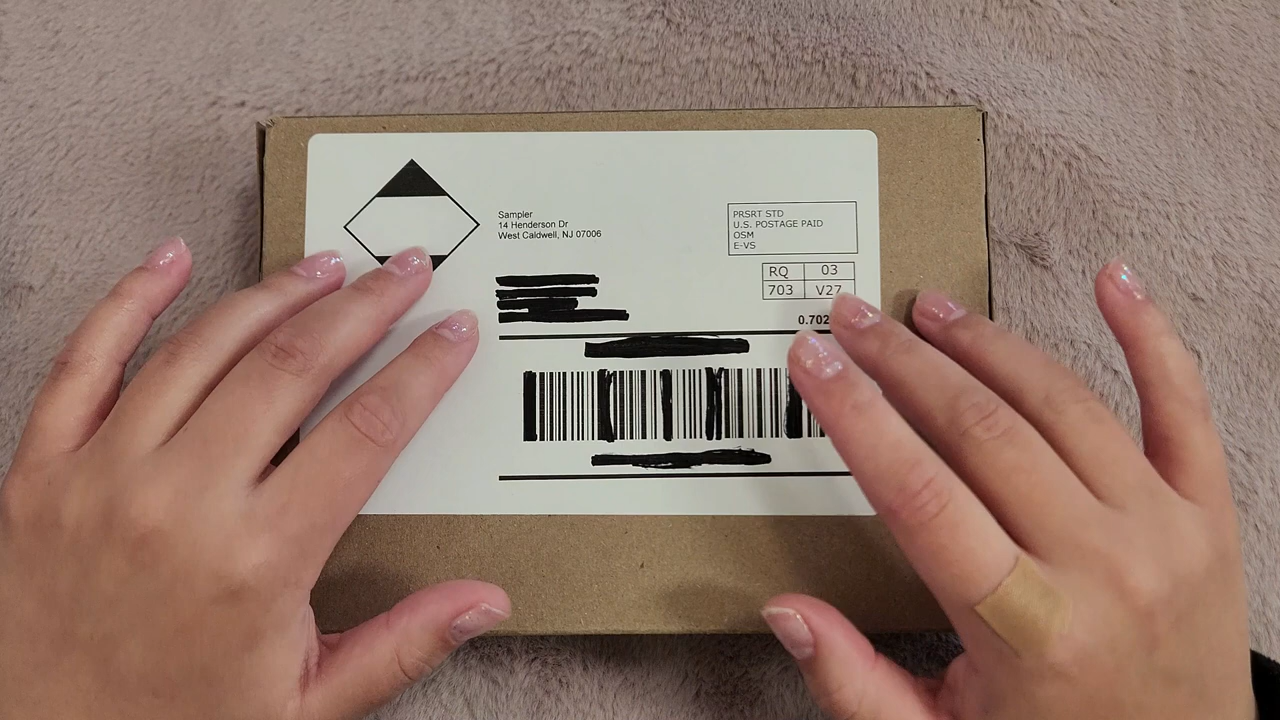 Sampler
14 Henderson Dr
West Caldwell, NJ 07006
PRSRT STD
U.S. POSTAGE PAID
OSM
E-VS
RQ 03
703 V27
0.702